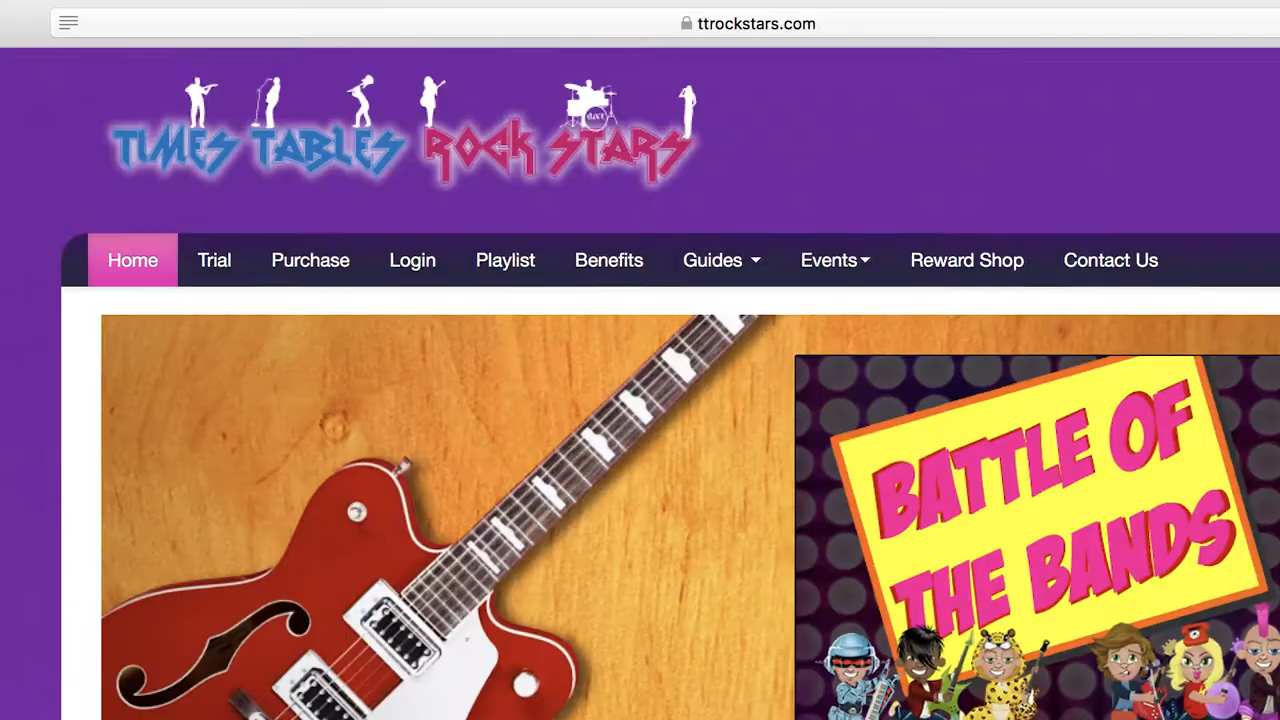 ttrockstars.com
TIMES TABLES ROCK STARS
Home Trial Purchase Login Playlist Benefits Guides Events Reward Shop Contact Us
BATTLE OF
THE BANDS